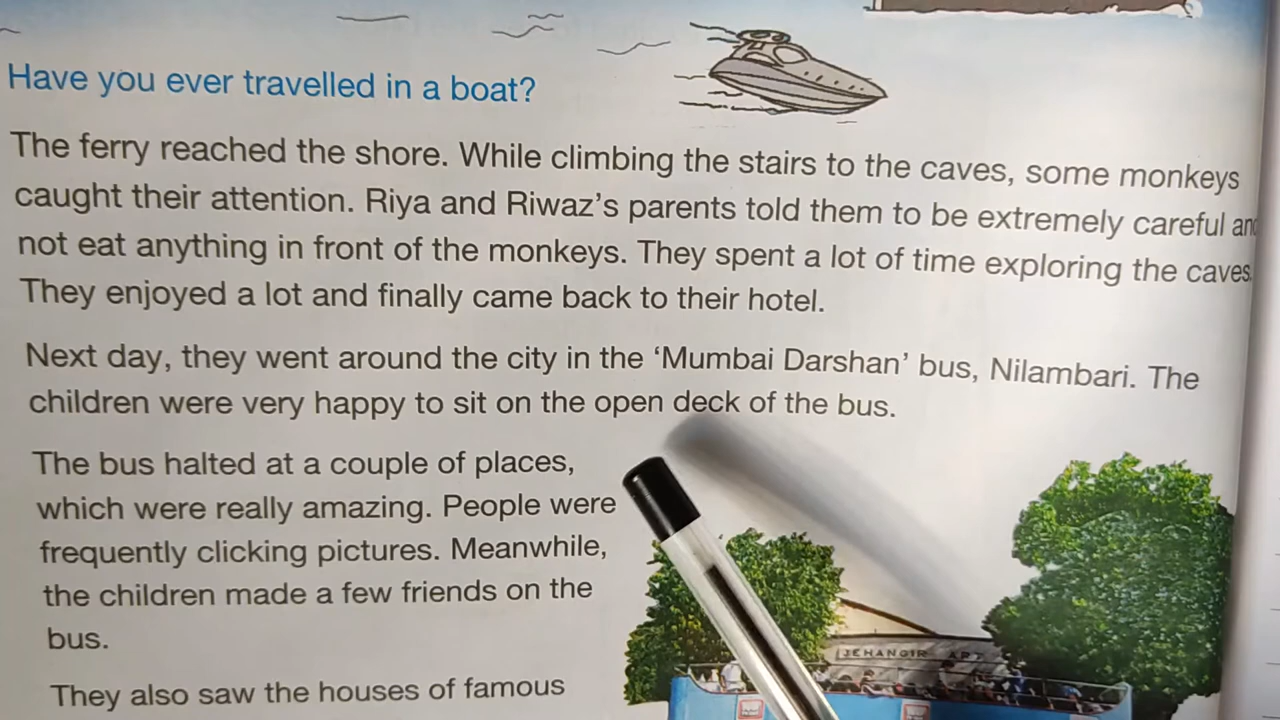 Have you ever travelled in a boat?
The ferry reached the shore. While climbing the stairs to the caves, some monkeys
caught their attention. Riya and Riwaz's parents told them to be extremely careful and
not eat anything in front of the monkeys. They spent a lot of time exploring the caves.
They enjoyed a lot and finally came back to their hotel.
Next day, they went around the city in the ‘Mumbai Darshan’ bus, Nilambari. The
children were very happy to sit on the open deck of the bus.
The bus halted at a couple of places,
which were really amazing. People were
frequently clicking pictures. Meanwhile,
the children made a few friends on the
bus.
JEHANGIR ART
They also saw the houses of famous